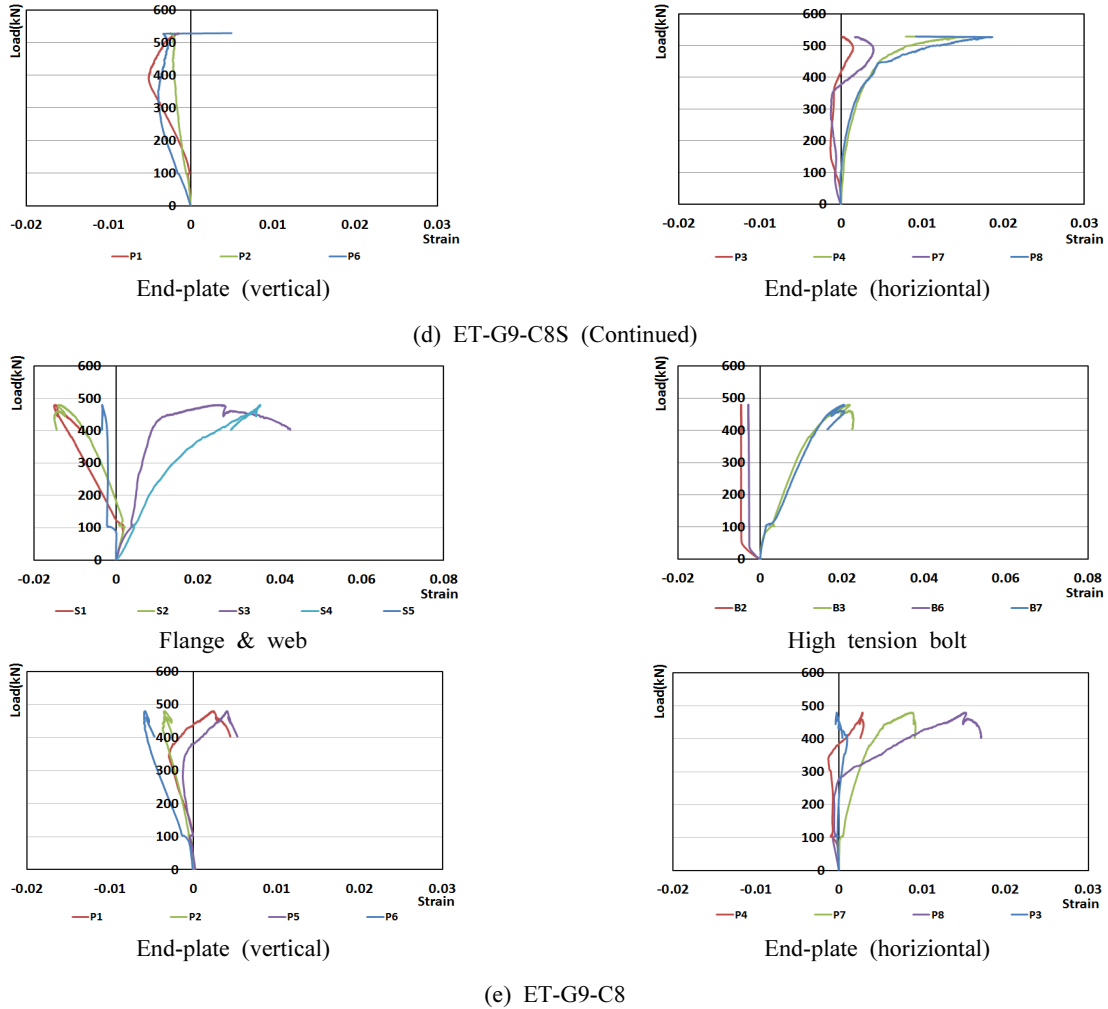 Load(kN)
600
500
400
300
200
100
0
-0.02 -0.01 0 0.01 0.02 0.03
Strain
P1 P2 P6
End-plate (vertical)
Load(kN)
600
500
400
300
200
100
0
-0.02 -0.01 0 0.01 0.02 0.03
Strain
P3 P4 P7 P8
End-plate (horiziontal)
(d) ET-G9-C8S (Continued)
Load(kN)
600
500
400
300
200
100
0
-0.02 0 0.02 0.04 0.06 0.08
Strain
S1 S2 S3 S4 S5
Flange & web
Load(kN)
600
500
400
300
200
100
0
-0.02 0 0.02 0.04 0.06 0.08
Strain
B2 B3 B6 B7
High tension bolt
Load(kN)
600
500
400
300
200
100
0
-0.02 -0.01 0 0.01 0.02 0.03
Strain
P1 P2 P5 P6
End-plate (vertical)
Load(kN)
600
500
400
300
200
100
0
-0.02 -0.01 0 0.01 0.02 0.03
Strain
P4 P7 P8 P3
End-plate (horiziontal)
(e) ET-G9-C8